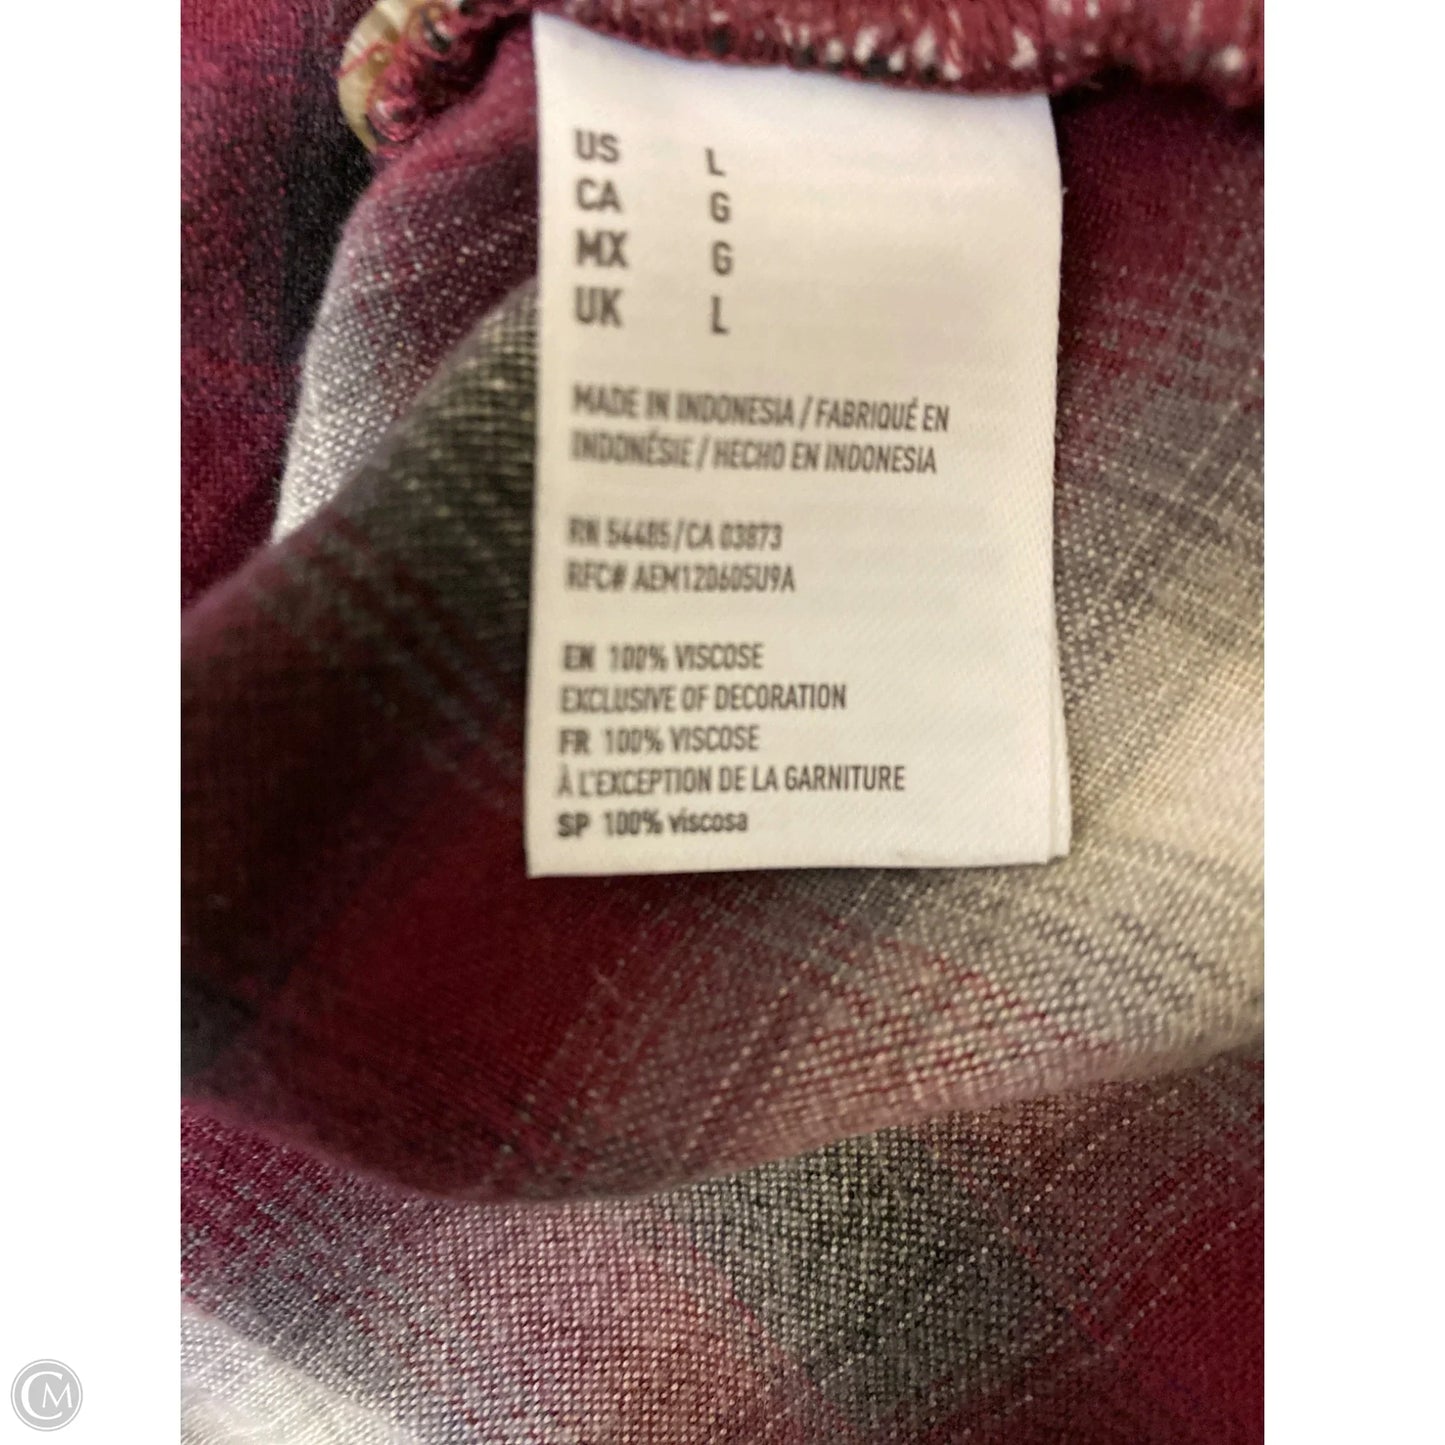 US L
CA G
MX G
UK L
MADE IN INDONESIA / FABRIQUÉ EN
INDONÉSIE / HECHO EN INDONESIA
RN 54485/CA 03873
RFC# AEM120605U9A
EN 100% VISCOSE
EXCLUSIVE OF DECORATION
FR 100% VISCOSE
À L'EXCEPTION DE LA GARNITURE
SP 100% viscosa
CM